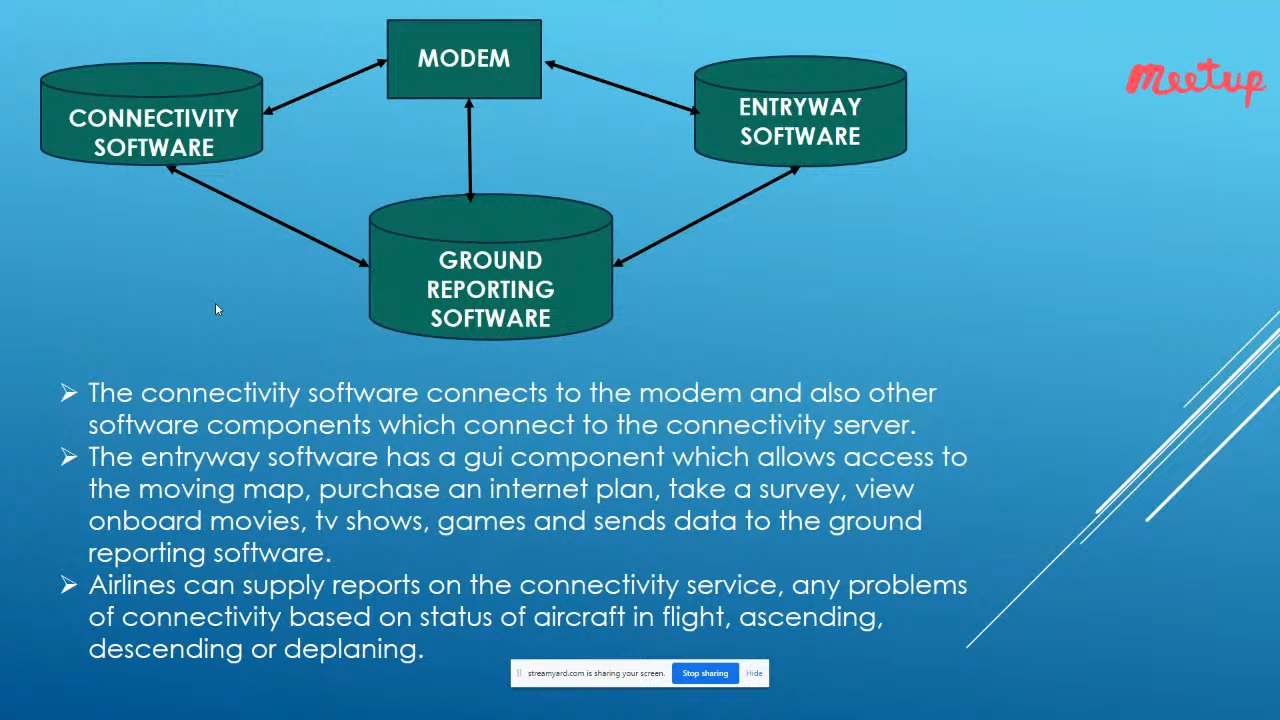 MODEM
meetup
CONNECTIVITY
SOFTWARE
ENTRYWAY
SOFTWARE
GROUND
REPORTING
SOFTWARE
➢ The connectivity software connects to the modem and also other
software components which connect to the connectivity server.
➢ The entryway software has a gui component which allows access to
the moving map, purchase an internet plan, take a survey, view
onboard movies, tv shows, games and sends data to the ground
reporting software.
➢ Airlines can supply reports on the connectivity service, any problems
of connectivity based on status of aircraft in flight, ascending,
descending or deplaning.
streamyard.com is sharing your screen. Stop sharing Hide